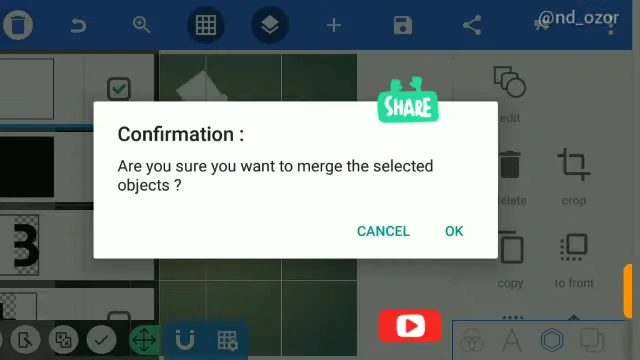 @nd_ozor
SHARE
Confirmation :
Are you sure you want to merge the selected
objects ?
CANCEL
OK
edit
delete
crop
copy
to front
3
A